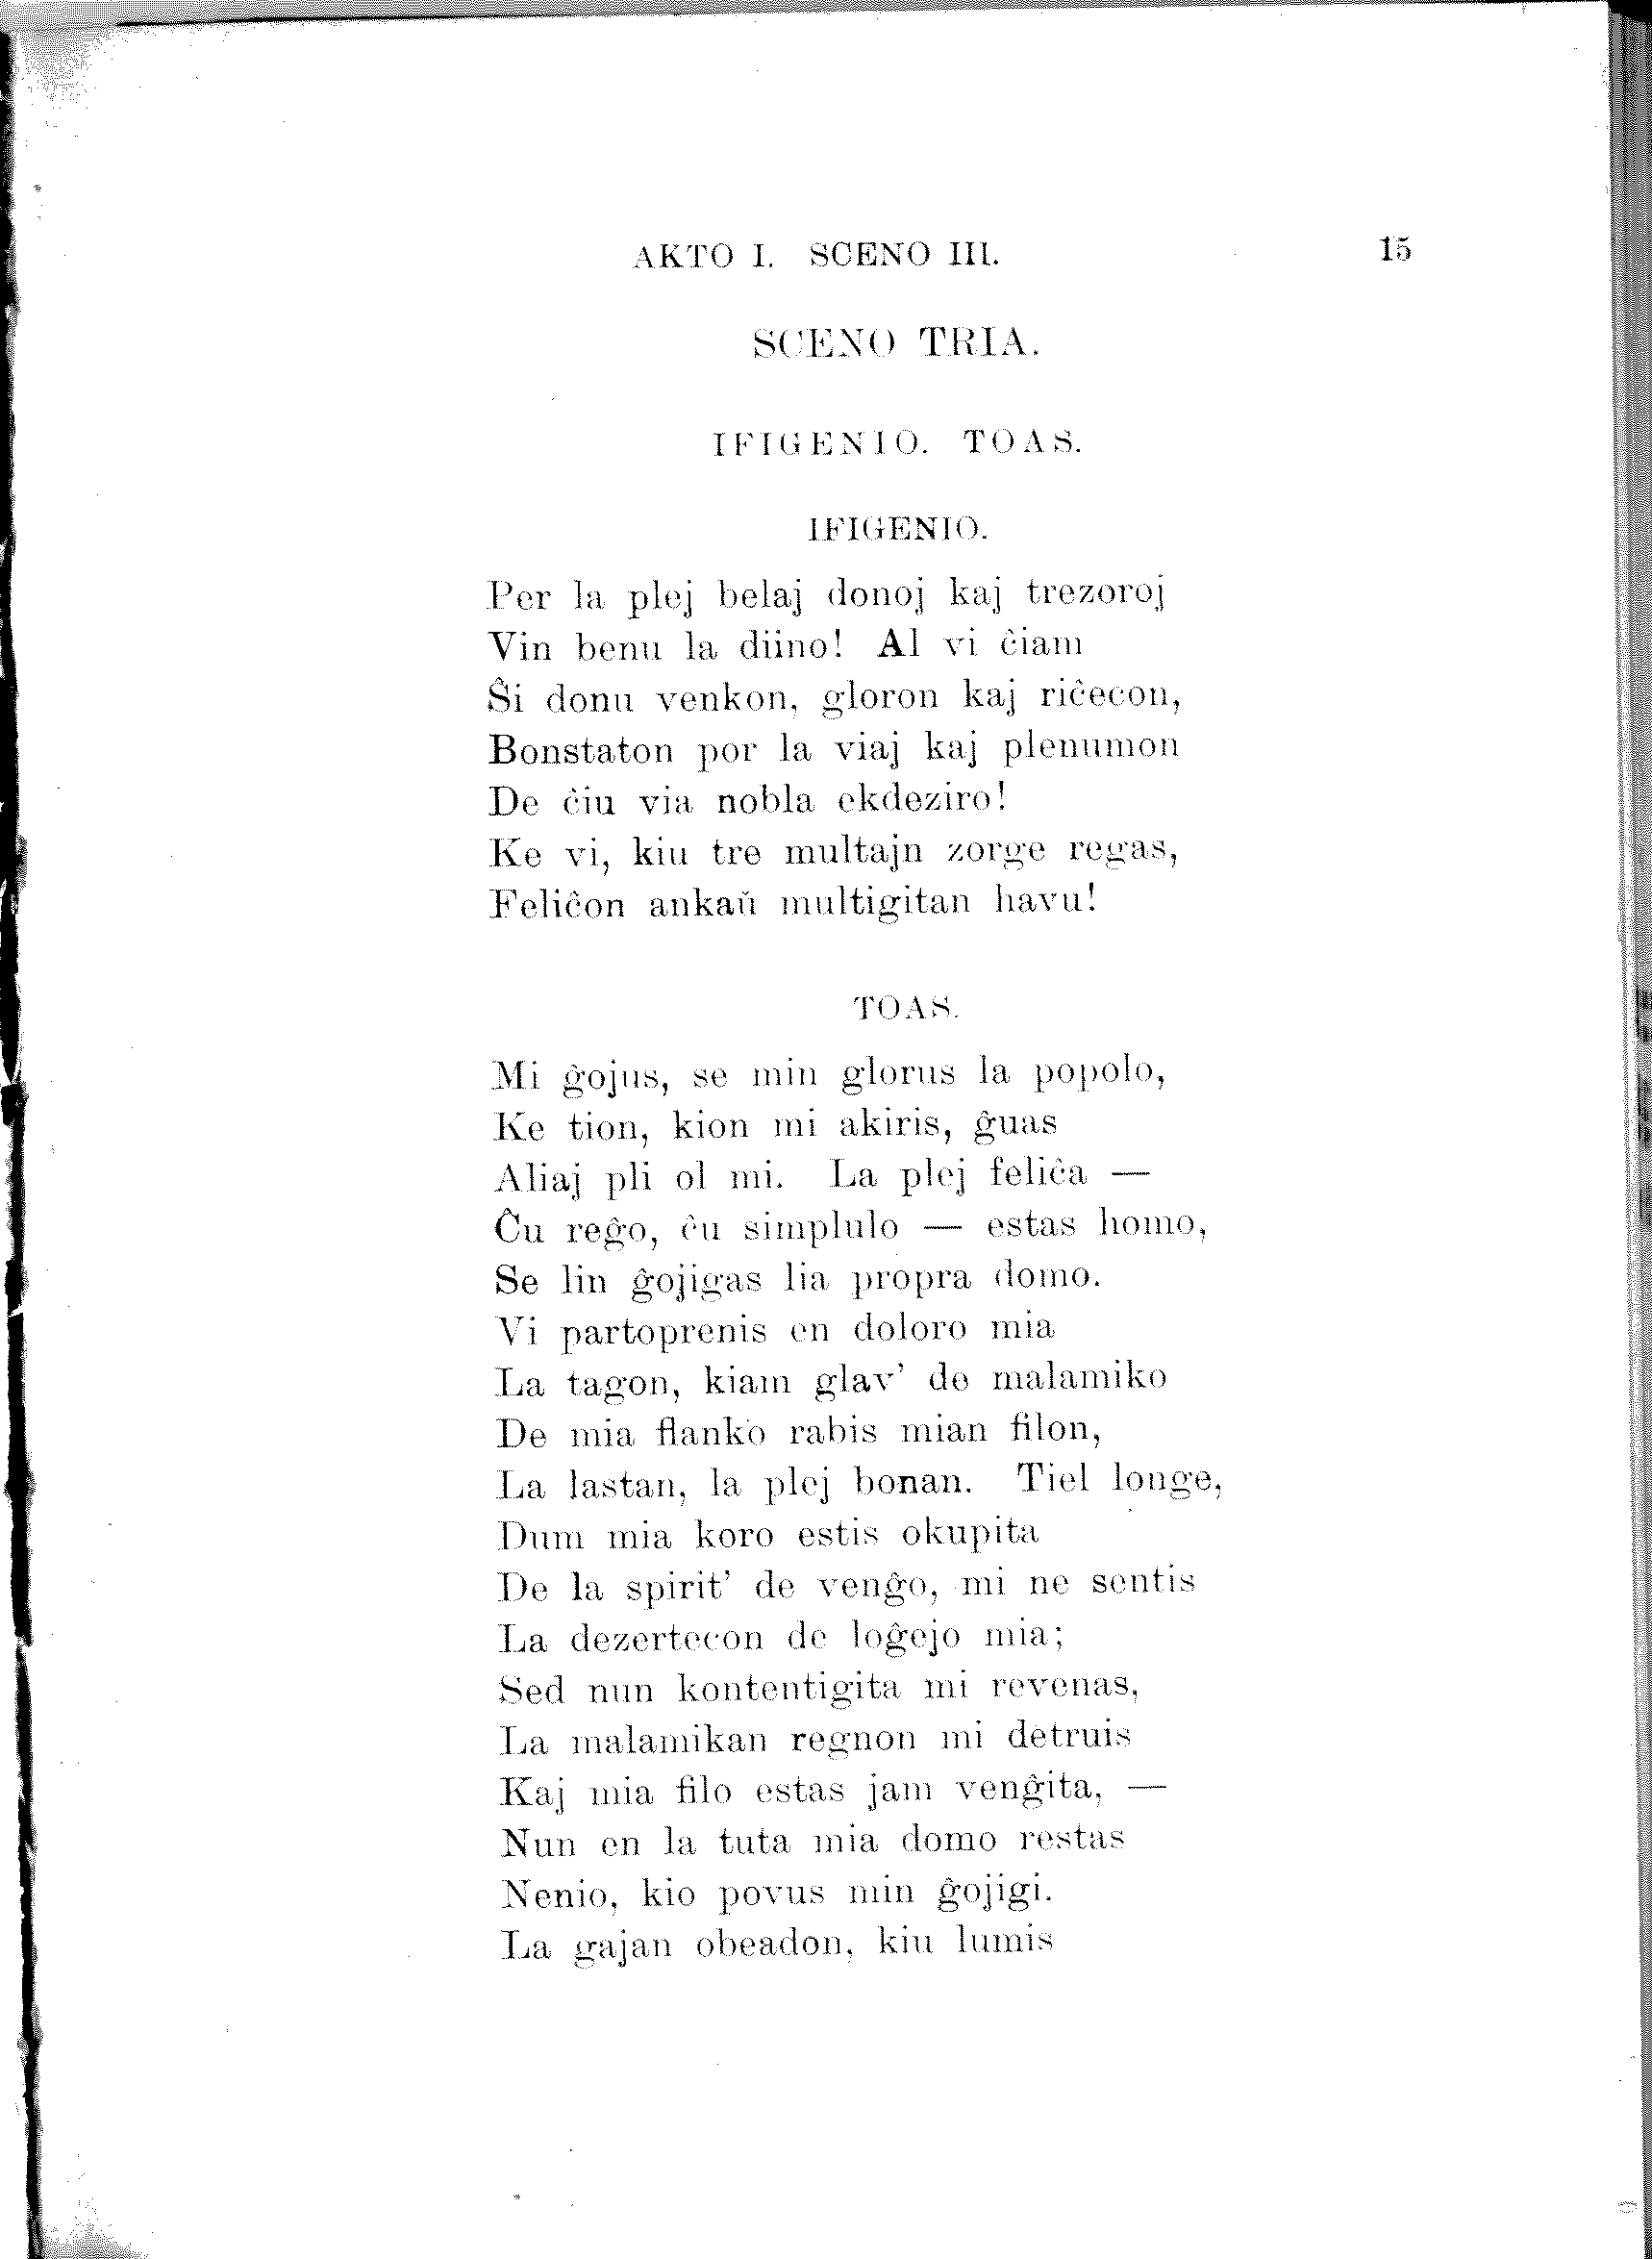 AKTO I. SCENO III. 15
SCENO TRIA.
IFIGENIO. TOAS.
IFIGENIO.
Per la plej belaj donoj kaj trezoroj
Vin benu la diino! Al vi ĉiam
Ŝi donu venkon, gloron kaj riĉecon,
Bonstaton por la viaj kaj plenumon
De ĉiu via nobla ekdeziro!
Ke vi, kiu tre multajn zorge regas,
Feliĉon ankaŭ multigitan havu!
TOAS.
Mi ĝojus, se min glorus la popolo,
Ke tion, kion mi akiris, ĝuas
Aliaj pli ol mi. La plej feliĉa —
Ĉu reĝo, ĉu simplulo — estas homo,
Se lin ĝojigas lia propra domo.
Vi partoprenis en doloro mia
La tagon, kiam glav' de malamiko
De mia flanko rabis mian filon,
La lastan, la plej bonan. Tiel longe,
Dum mia koro estis okupita
De la spirit' de venĝo, mi ne sentis
La dezertecon de loĝejo mia;
Sed nun kontentigita mi revenas,
La malamikan regnon mi detruis
Kaj mia filo estas jam venĝita, —
Nun en la tuta mia domo restas
Nenio, kio povus min ĝojigi.
La gajan obeadon, kiu lumis